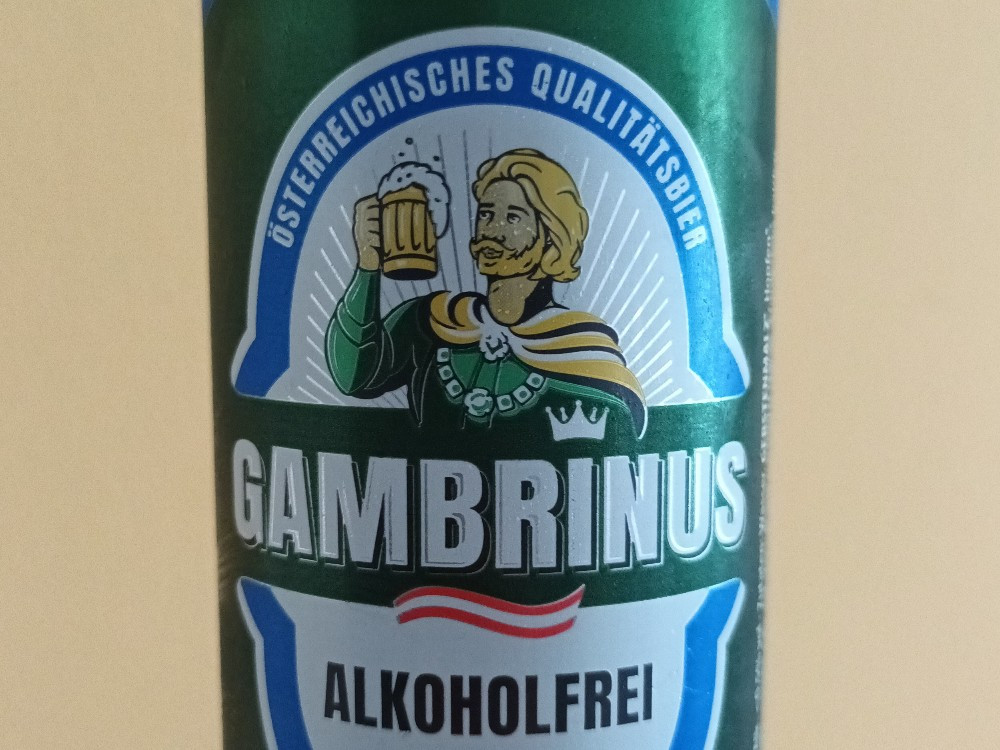 ÖSTERREICHISCHES QUALITÄTSBIER
GAMBRINUS
ALKOHOLFREI